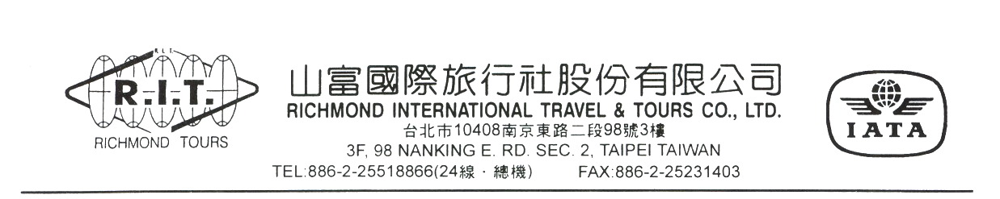 R.I.T.
R.I.T.
RICHMOND TOURS
山富國際旅行社股份有限公司
RICHMOND INTERNATIONAL TRAVEL & TOURS CO., LTD.
台北市10408南京東路二段98號3樓
3F, 98 NANKING E. RD. SEC. 2, TAIPEI TAIWAN
TEL:886-2-25518866(24線·總機) FAX:886-2-25231403
IATA